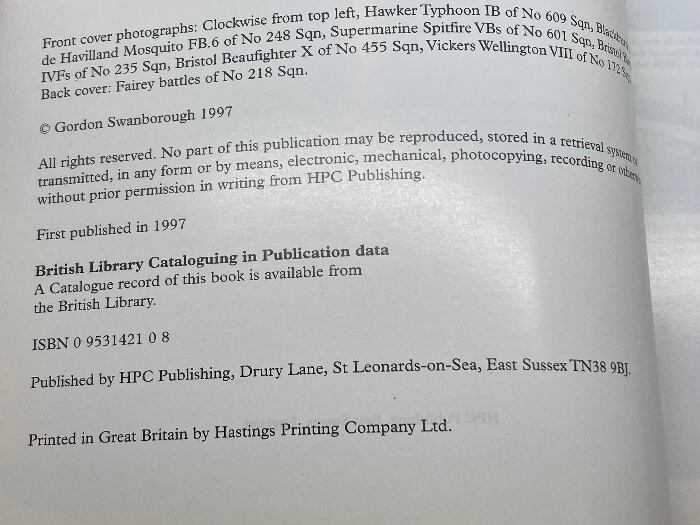 Front cover photographs: Clockwise from top left, Hawker Typhoon IB of No 609 Sqn, Blackburn
de Havilland Mosquito FB.6 of No 248 Sqn, Supermarine Spitfire VBs of No 601 Sqn, Bristol
IVFs of No 235 Sqn, Bristol Beaufighter X of No 455 Sqn, Vickers Wellington VIII of No 172 Sqn,
Back cover: Fairey battles of No 218 Sqn.
© Gordon Swanborough 1997
All rights reserved. No part of this publication may be reproduced, stored in a retrieval system or
transmitted, in any form or by means, electronic, mechanical, photocopying, recording or otherwise
without prior permission in writing from HPC Publishing.
First published in 1997
British Library Cataloguing in Publication data
A Catalogue record of this book is available from
the British Library.
ISBN 0 9531421 0 8
Published by HPC Publishing, Drury Lane, St Leonards-on-Sea, East Sussex TN38 9BJ.
Printed in Great Britain by Hastings Printing Company Ltd.